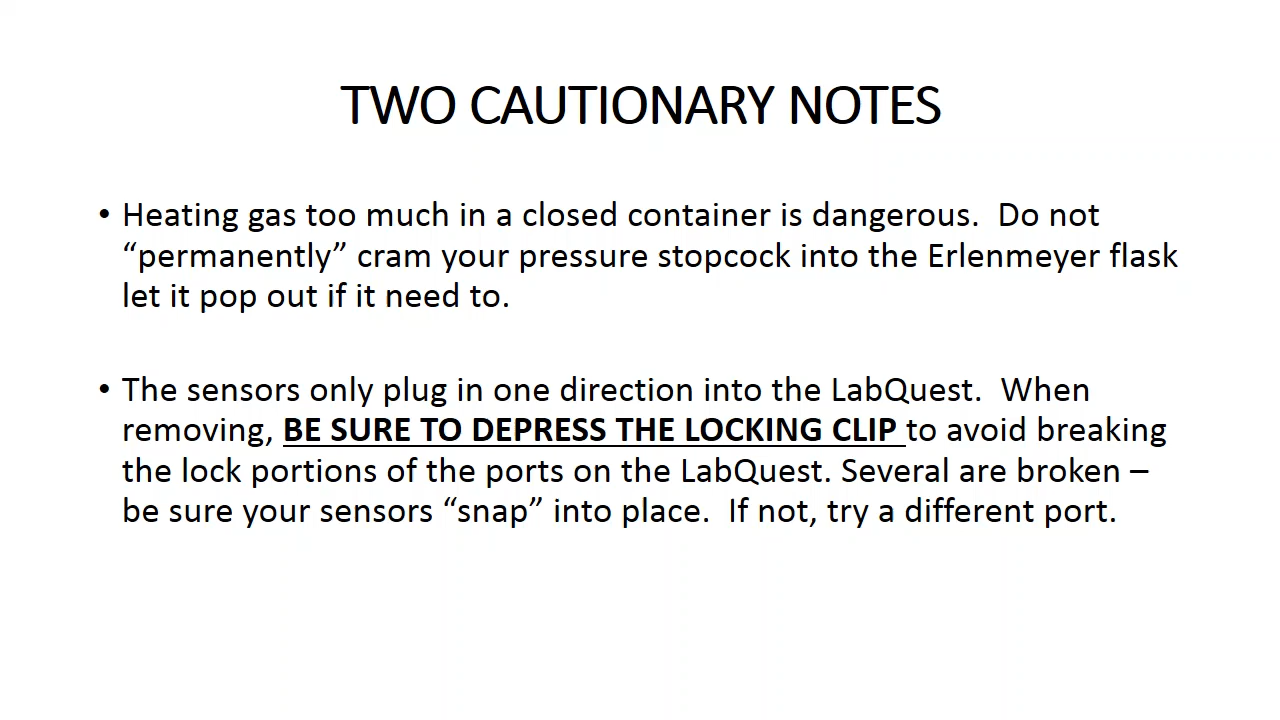 TWO CAUTIONARY NOTES
• Heating gas too much in a closed container is dangerous.  Do not
“permanently” cram your pressure stopcock into the Erlenmeyer flask
let it pop out if it need to.
• The sensors only plug in one direction into the LabQuest.  When
removing, BE SURE TO DEPRESS THE LOCKING CLIP to avoid breaking
the lock portions of the ports on the LabQuest. Several are broken –
be sure your sensors “snap” into place.  If not, try a different port.